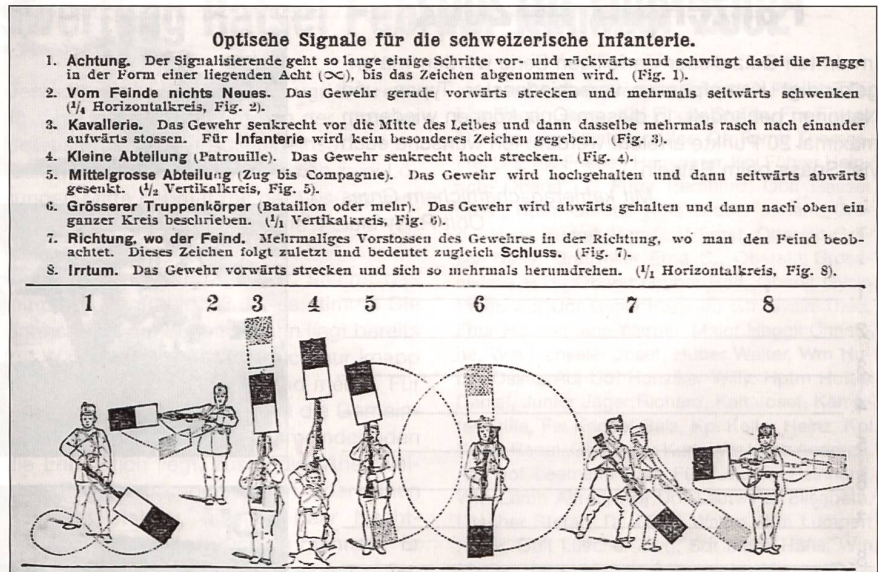 Optische Signale für die schweizerische Infanterie.
1. Achtung. Der Signalisierende geht so lange einige Schritte vor- und rückwärts und schwingt dabei die Flagge
in der Form einer liegenden Acht (∞), bis das Zeichen abgenommen wird. (Fig. 1).
2. Vom Feinde nichts Neues. Das Gewehr gerade vorwärts strecken und mehrmals seitwärts schwenken
(¹/₄ Horizontalkreis, Fig. 2).
3. Kavallerie. Das Gewehr senkrecht vor die Mitte des Leibes und dann dasselbe mehrmals rasch nach einander
aufwärts stossen. Für Infanterie wird kein besonderes Zeichen gegeben. (Fig. 3).
4. Kleine Abteilung (Patrouille). Das Gewehr senkrecht hoch strecken. (Fig. 4).
5. Mittelgrosse Abteilung (Zug bis Compagnie). Das Gewehr wird hochgehalten und dann seitwärts abwärts
gesenkt. (¹/₂ Vertikalkreis, Fig. 5).
6. Grösserer Truppenkörper (Bataillon oder mehr). Das Gewehr wird abwärts gehalten und dann nach oben ein
ganzer Kreis beschrieben. (¹/₁ Vertikalkreis, Fig. 6).
7. Richtung, wo der Feind. Mehrmaliges Vorstossen des Gewehres in der Richtung, wo man den Feind beob-
achtet. Dieses Zeichen folgt zuletzt und bedeutet zugleich Schluss. (Fig. 7).
8. Irrtum. Das Gewehr vorwärts strecken und sich so mehrmals herumdrehen. (¹/₁ Horizontalkreis, Fig. 8).
1 2 3 4 5 6 7 8